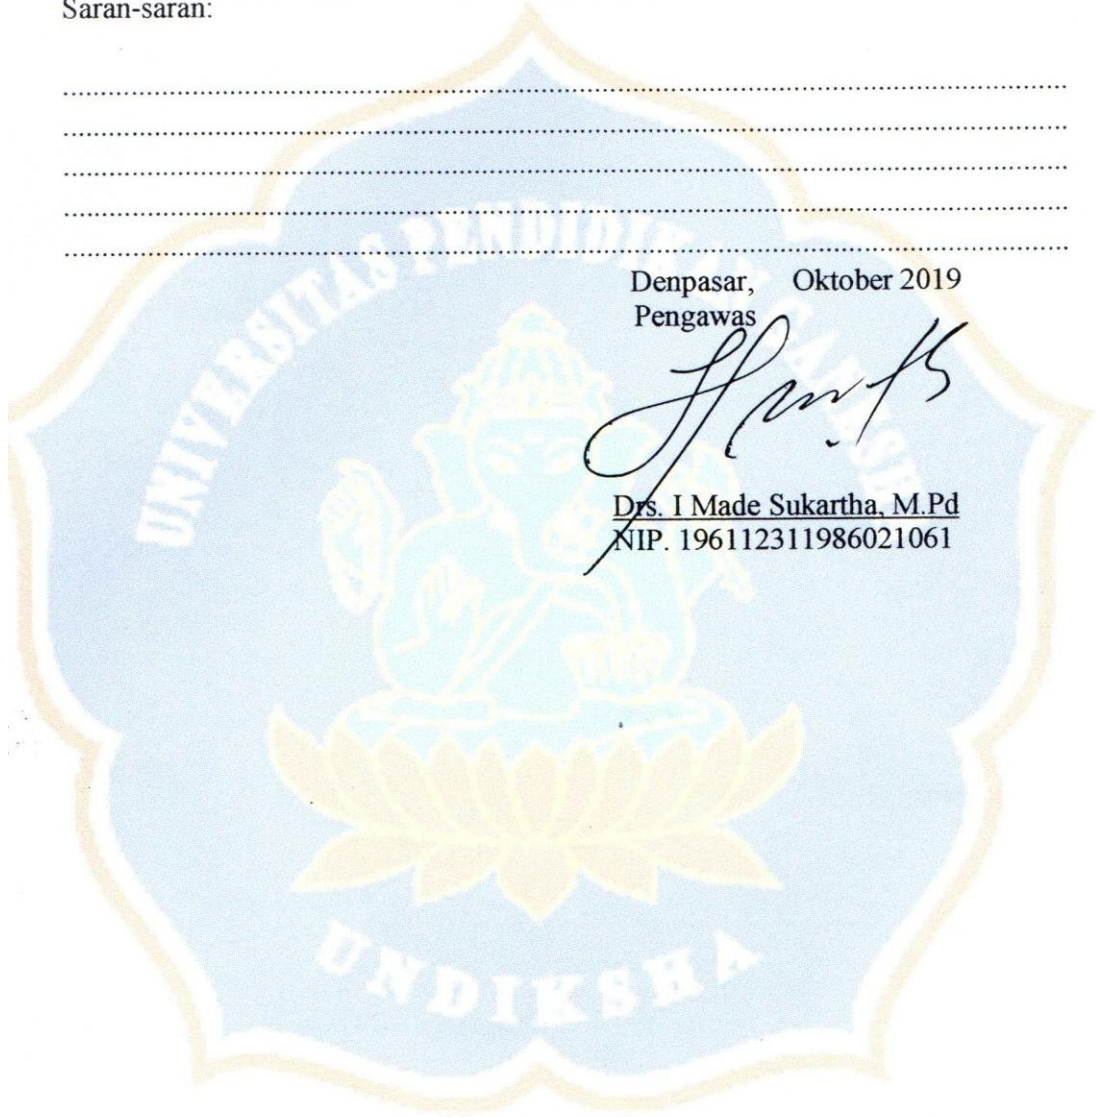 Saran-saran:
................................................................................
................................................................................
................................................................................
................................................................................
................................................................................
UNIVERSITAS PENDIDIKAN GANESHA
Denpasar, Oktober 2019
Pengawas
Drs. I Made Sukartha, M.Pd
NIP. 196112311986021061
UNDIKSHA